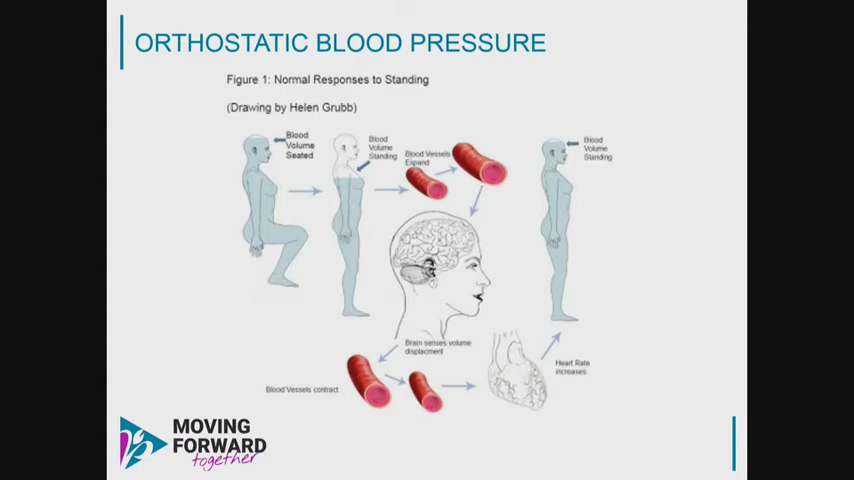 ORTHOSTATIC BLOOD PRESSURE
Figure 1: Normal Responses to Standing
(Drawing by Helen Grubb)
Blood
Volume
Seated
Blood
Volume
Standing
Blood Vessels
Expand
Blood
Volume
Standing
Brain senses volume
displacment
Blood Vessels contract
Heart Rate
increases
MOVING
FORWARD
together